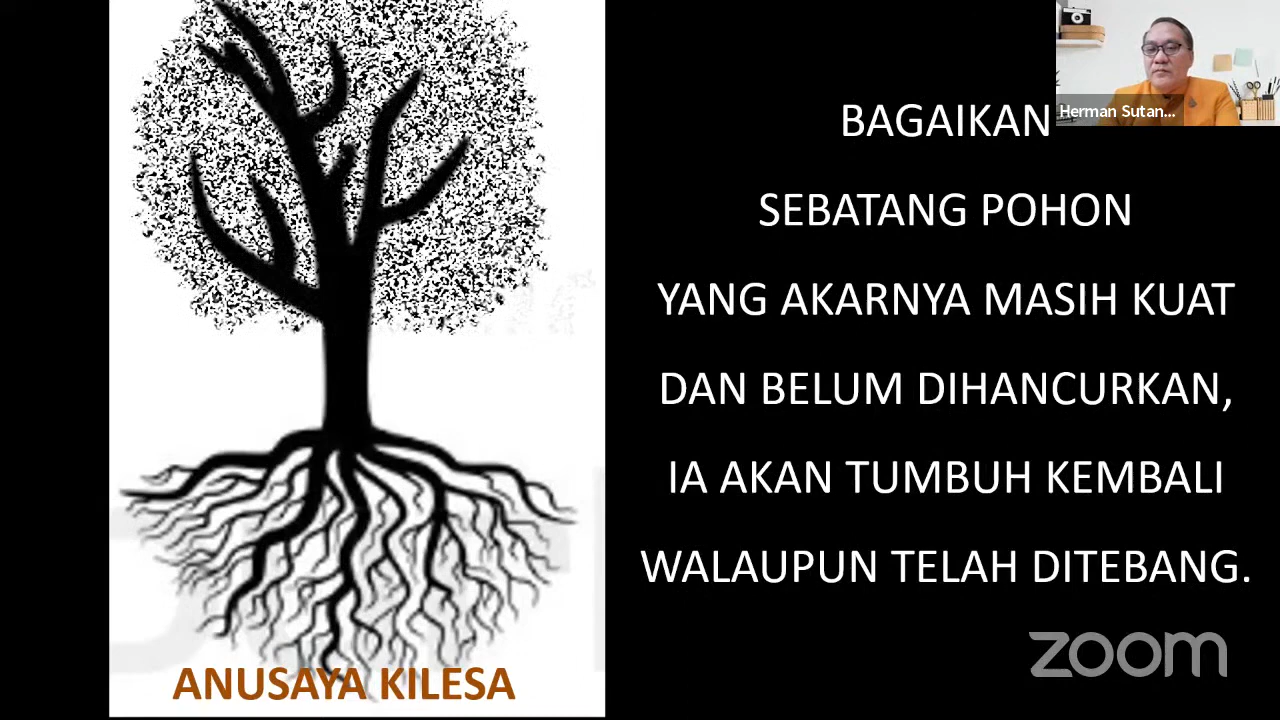 BAGAIKAN
SEBATANG POHON
YANG AKARNYA MASIH KUAT
DAN BELUM DIHANCURKAN,
IA AKAN TUMBUH KEMBALI
WALAUPUN TELAH DITEBANG.
ANUSAYA KILESA
Herman Sutan...
zoom